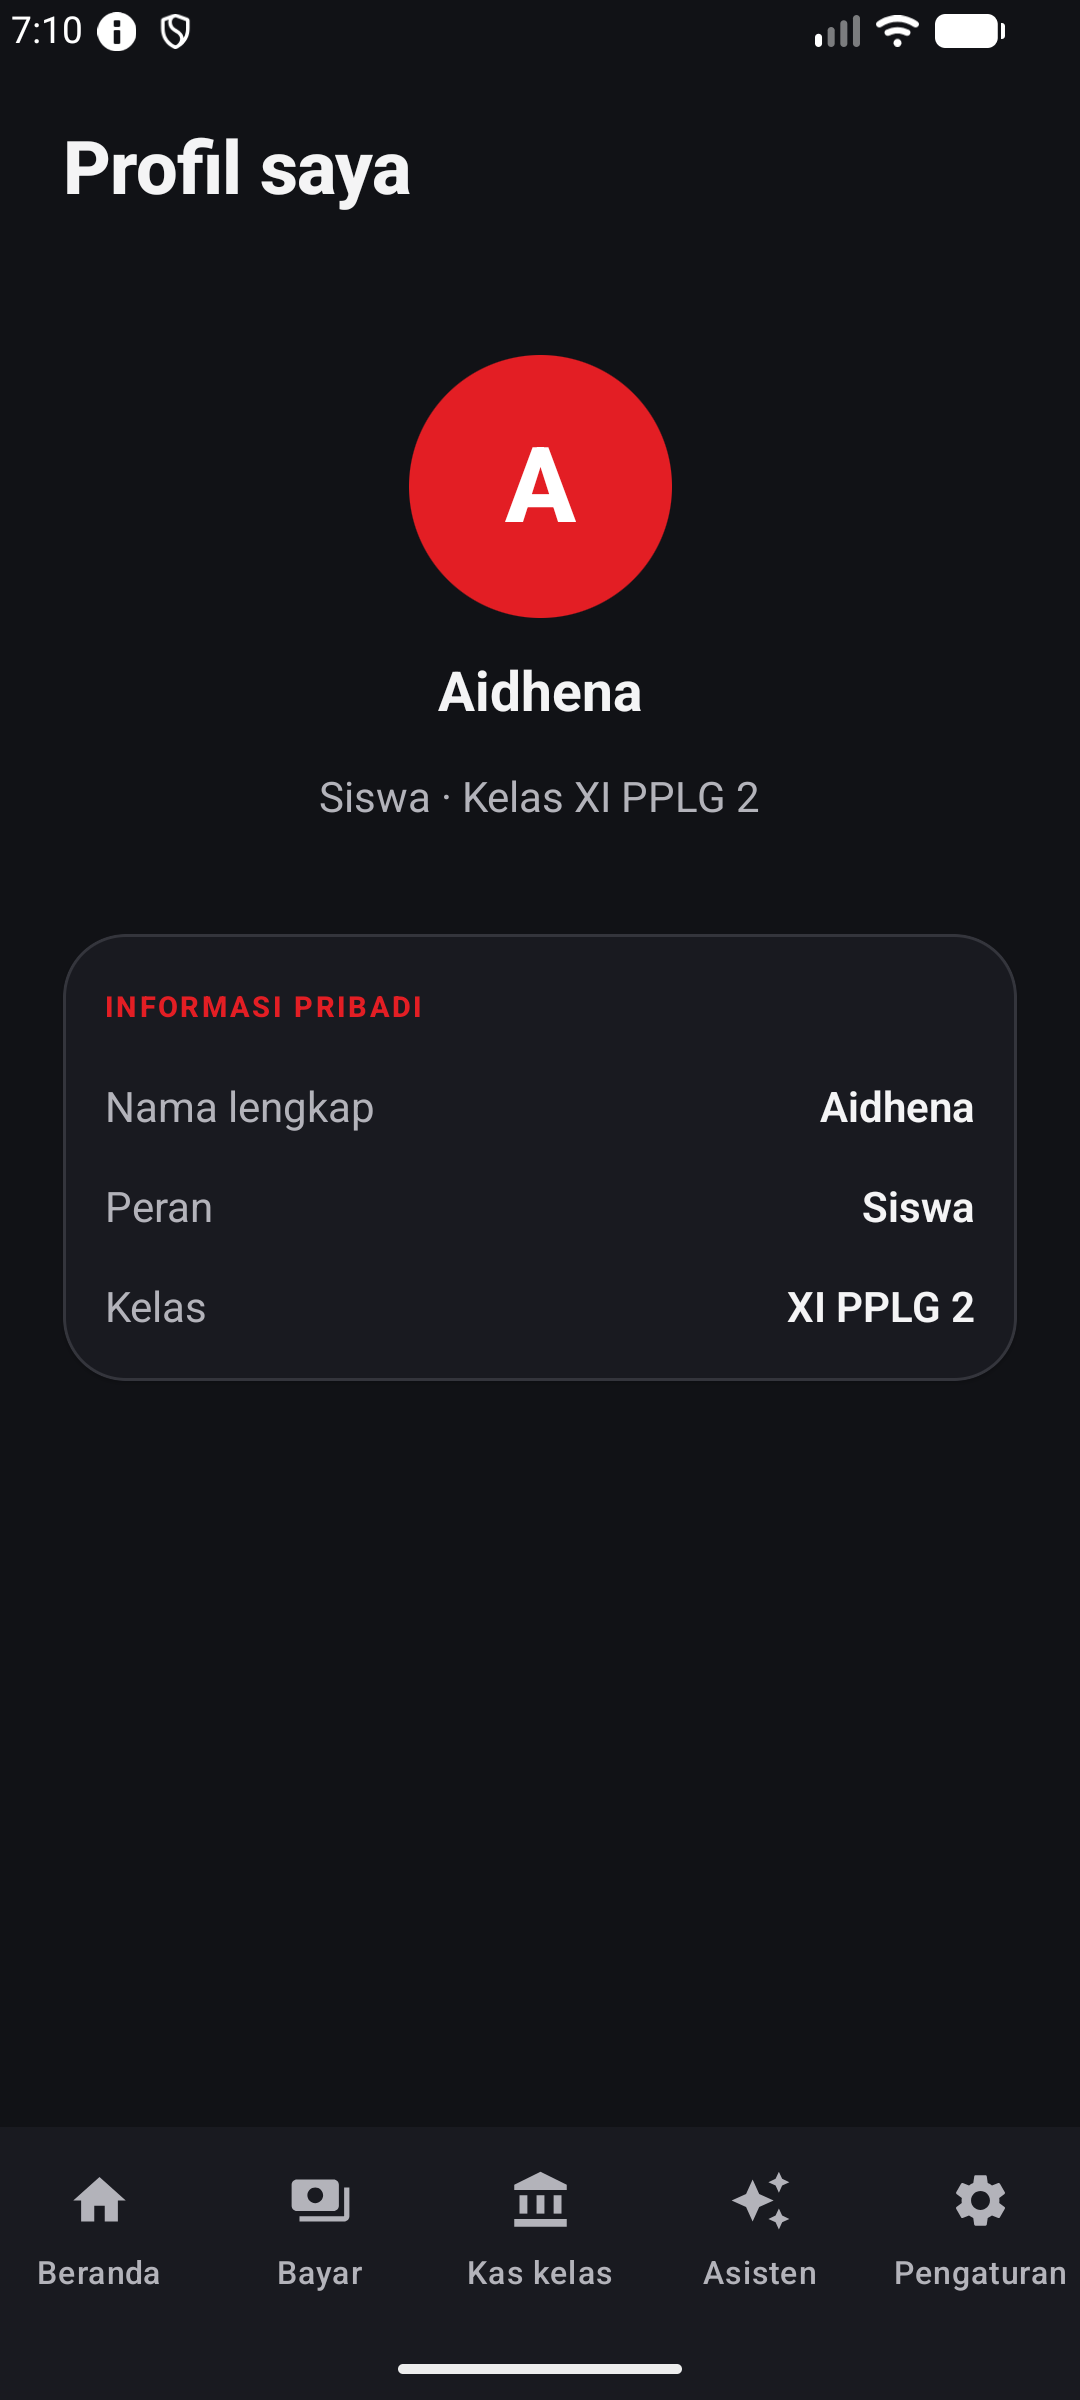 7:10
Profil saya
A
Aidhena
Siswa · Kelas XI PPLG 2
INFORMASI PRIBADI
Nama lengkap Aidhena
Peran Siswa
Kelas XI PPLG 2
Beranda Bayar Kas kelas Asisten Pengaturan